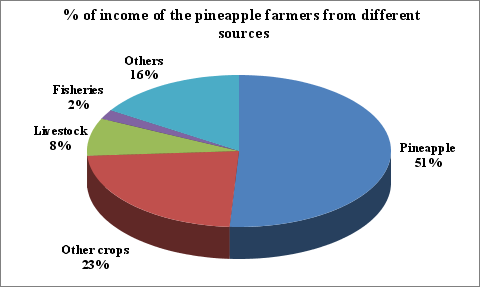 % of income of the pineapple farmers from different
sources
Others
16%
Fisheries
2%
Livestock
8%
Pineapple
51%
Other crops
23%